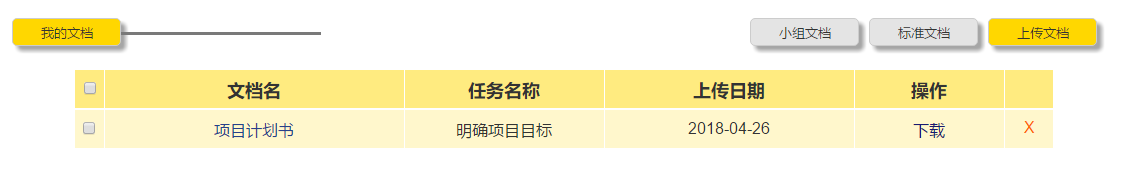 我的文档 小组文档 标准文档 上传文档
文档名 任务名称 上传日期 操作
项目计划书 明确项目目标 2018-04-26 下载 X